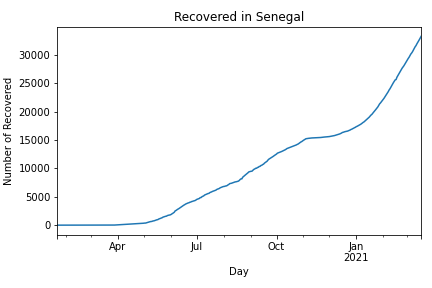 Recovered in Senegal
Number of Recovered
30000
25000
20000
15000
10000
5000
0
Apr
Jul
Oct
Jan
2021
Day